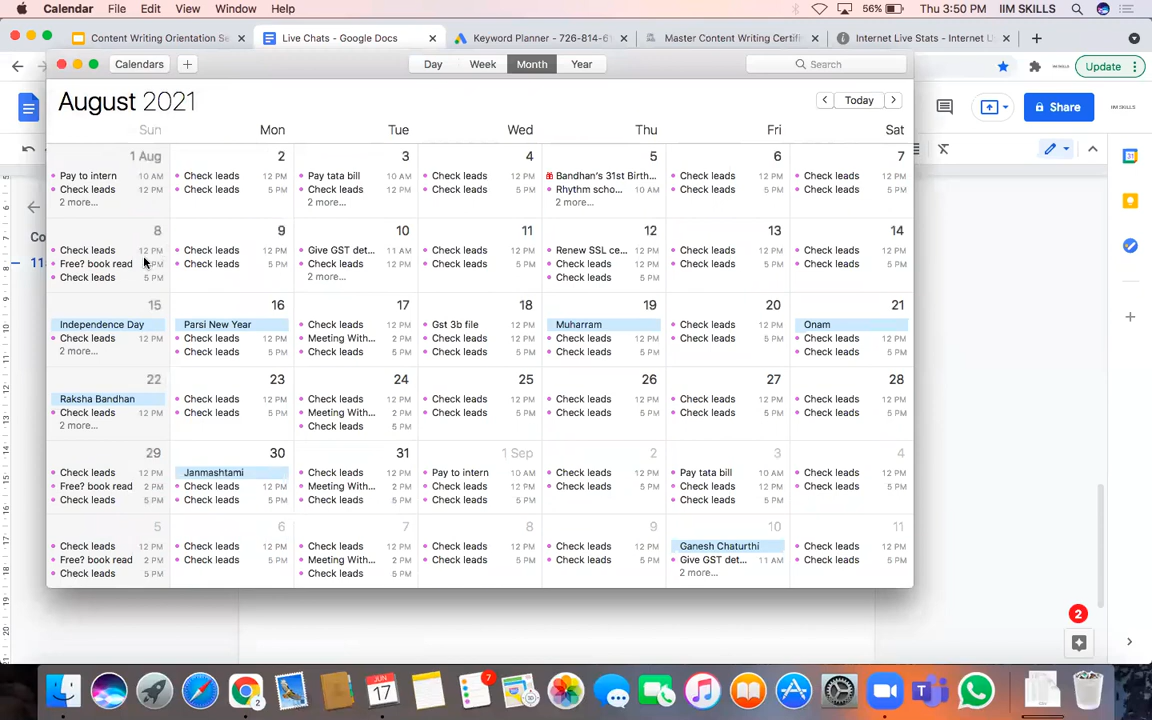 Calendar File Edit View Window Help 56% Thu 3:50 PM IIM SKILLS
Content Writing Orientation Se
Live Chats - Google Docs
Keyword Planner - 726-814-6
Master Content Writing Certifi
Internet Live Stats - Internet U
Update
Share
Calendars
Day Week Month Year
Search
August 2021
Today
Sun Mon Tue Wed Thu Fri Sat
1 Aug 2 3 4 5 6 7
Pay to intern 10 AM Check leads 12 PM Pay tata bill 10 AM Check leads 12 PM Bandhan's 31st Birth... Check leads 12 PM Check leads 12 PM
Check leads 12 PM Check leads 5 PM Check leads 12 PM Check leads 5 PM Rhythm scho... 10 AM Check leads 5 PM Check leads 5 PM
2 more... 2 more... 2 more...
8 9 10 11 12 13 14
Check leads 12 PM Check leads 12 PM Give GST det... 11 AM Check leads 12 PM Renew SSL ce... 12 PM Check leads 12 PM Check leads 12 PM
Free? book read PM Check leads 5 PM Check leads 12 PM Check leads 5 PM Check leads 12 PM Check leads 5 PM Check leads 5 PM
Check leads 5 PM 2 more... Check leads 5 PM
15 16 17 18 19 20 21
Independence Day Parsi New Year Check leads 12 PM Gst 3b file 12 PM Muharram Check leads 12 PM Onam
Check leads 12 PM Check leads 12 PM Meeting With... 2 PM Check leads 12 PM Check leads 12 PM Check leads 5 PM Check leads 12 PM
2 more... Check leads 5 PM Check leads 5 PM Check leads 5 PM Check leads 5 PM Check leads 5 PM
22 23 24 25 26 27 28
Raksha Bandhan Check leads 12 PM Check leads 12 PM Check leads 12 PM Check leads 12 PM Check leads 12 PM Check leads 12 PM
Check leads 12 PM Check leads 5 PM Meeting With... 2 PM Check leads 5 PM Check leads 5 PM Check leads 5 PM Check leads 5 PM
2 more... Check leads 5 PM
29 30 31 1 Sep 2 3 4
Check leads 12 PM Janmashtami Check leads 12 PM Pay to intern 10 AM Check leads 12 PM Pay tata bill 10 AM Check leads 12 PM
Free? book read 2 PM Check leads 12 PM Meeting With... 2 PM Check leads 12 PM Check leads 5 PM Check leads 12 PM Check leads 5 PM
Check leads 5 PM Check leads 5 PM Check leads 5 PM Check leads 5 PM Check leads 5 PM
5 6 7 8 9 10 11
Check leads 12 PM Check leads 12 PM Check leads 12 PM Check leads 12 PM Check leads 12 PM Ganesh Chaturthi Check leads 12 PM
Free? book read 2 PM Check leads 5 PM Meeting With... 2 PM Check leads 5 PM Check leads 5 PM Give GST det... 11 AM Check leads 5 PM
Check leads 5 PM Check leads 5 PM 2 more...
2
JUN
17
7
2